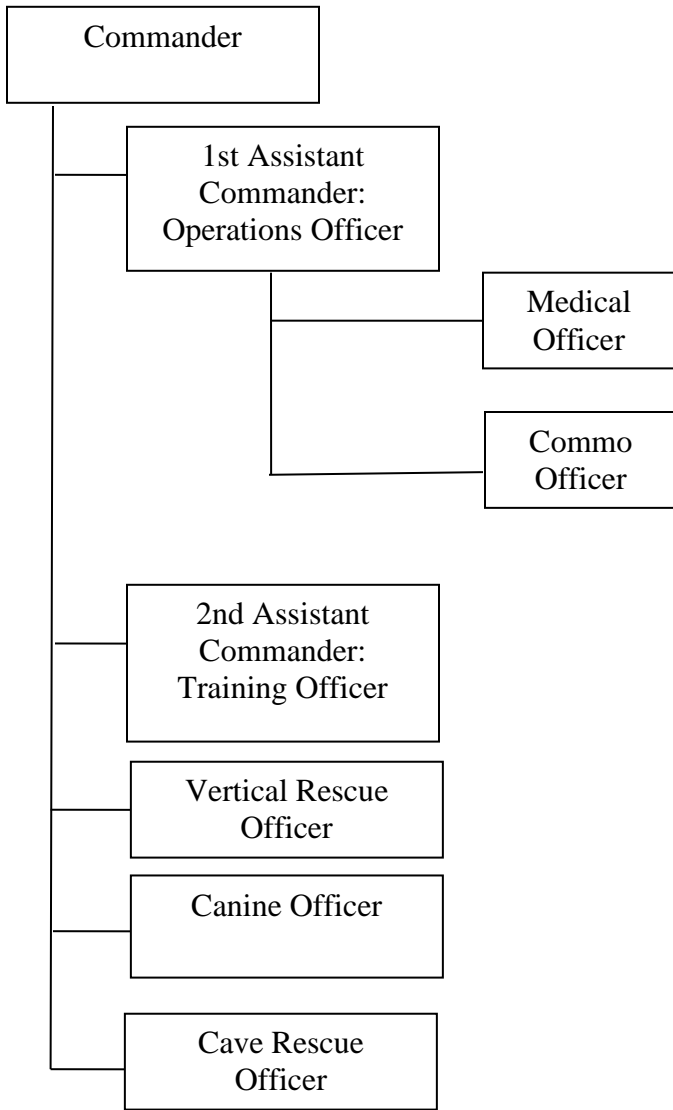 Commander
1st Assistant
Commander:
Operations Officer
Medical
Officer
Commo
Officer
2nd Assistant
Commander:
Training Officer
Vertical Rescue
Officer
Canine Officer
Cave Rescue
Officer